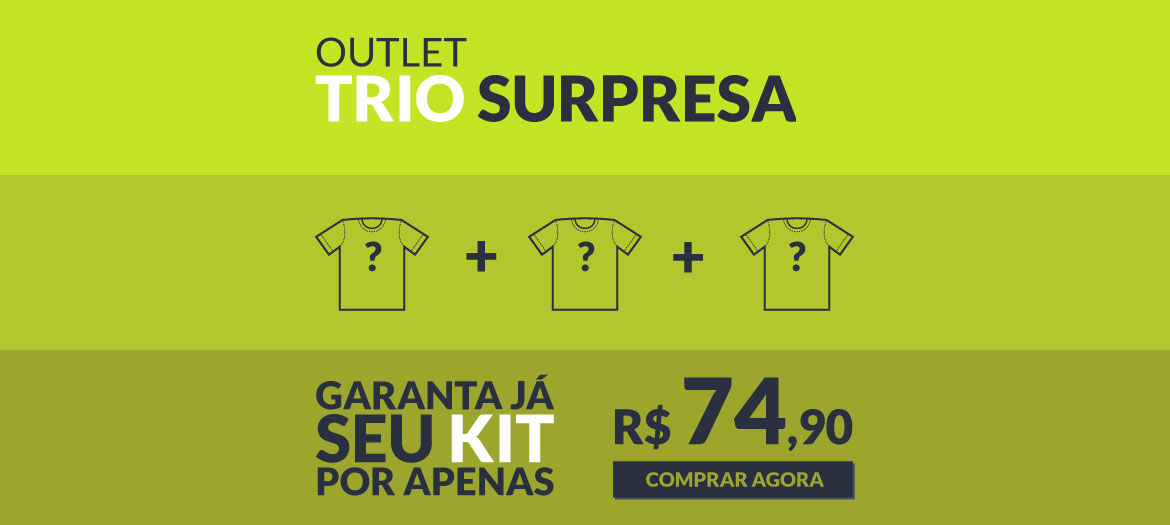 OUTLET
TRIO SURPRESA
? + ? + ?
GARANTA JÁ
SEU KIT
POR APENAS
R$ 74,90
COMPRAR AGORA